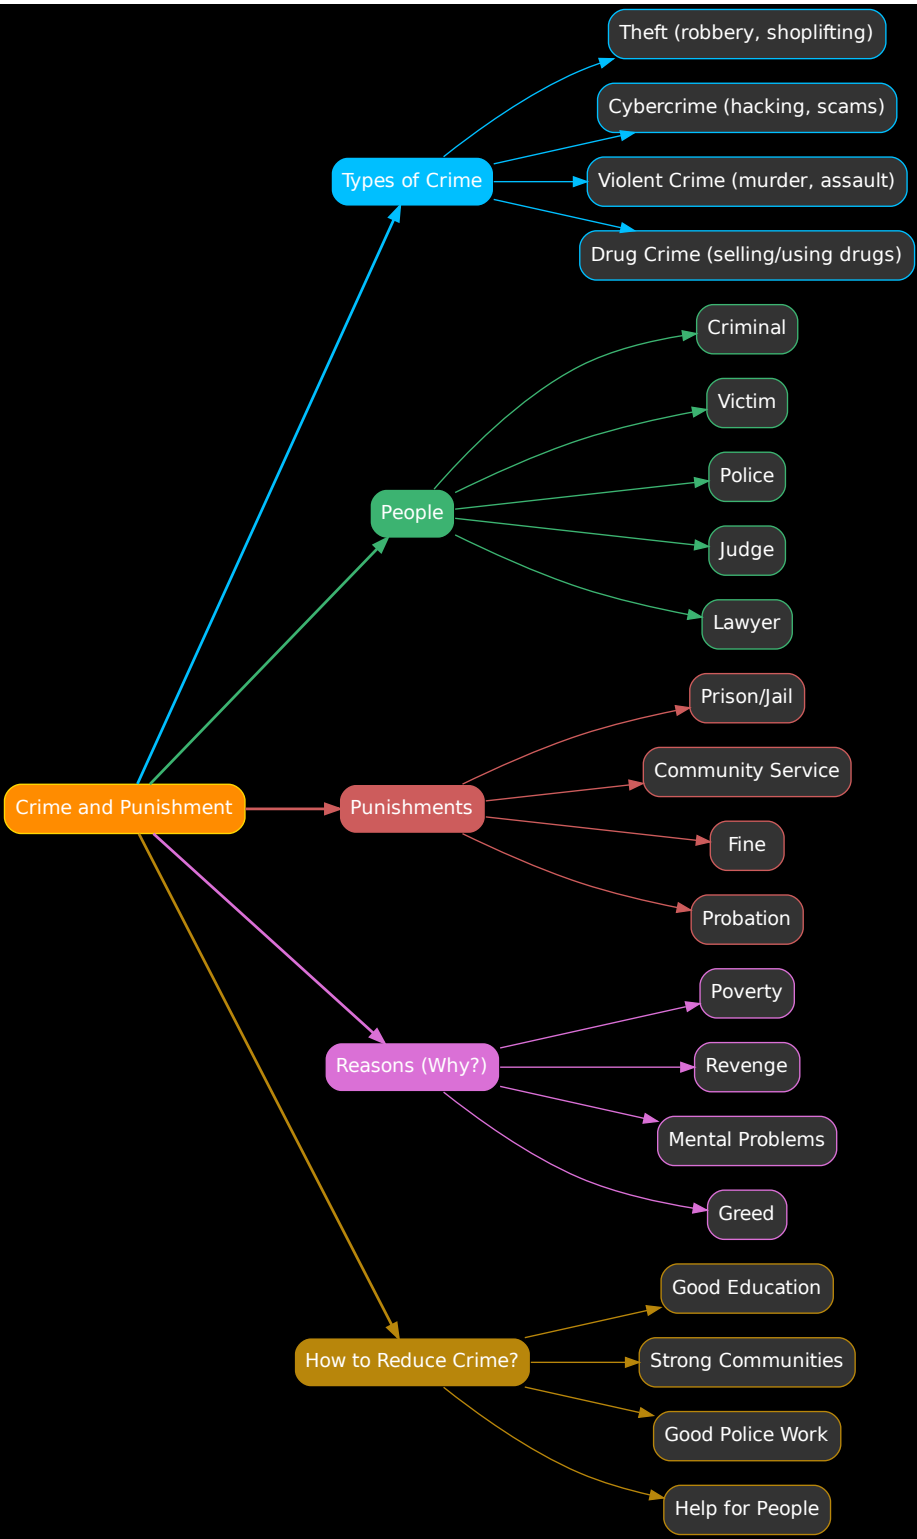 Crime and Punishment
Types of Crime
Theft (robbery, shoplifting)
Cybercrime (hacking, scams)
Violent Crime (murder, assault)
Drug Crime (selling/using drugs)
People
Criminal
Victim
Police
Judge
Lawyer
Punishments
Prison/Jail
Community Service
Fine
Probation
Reasons (Why?)
Poverty
Revenge
Mental Problems
Greed
How to Reduce Crime?
Good Education
Strong Communities
Good Police Work
Help for People